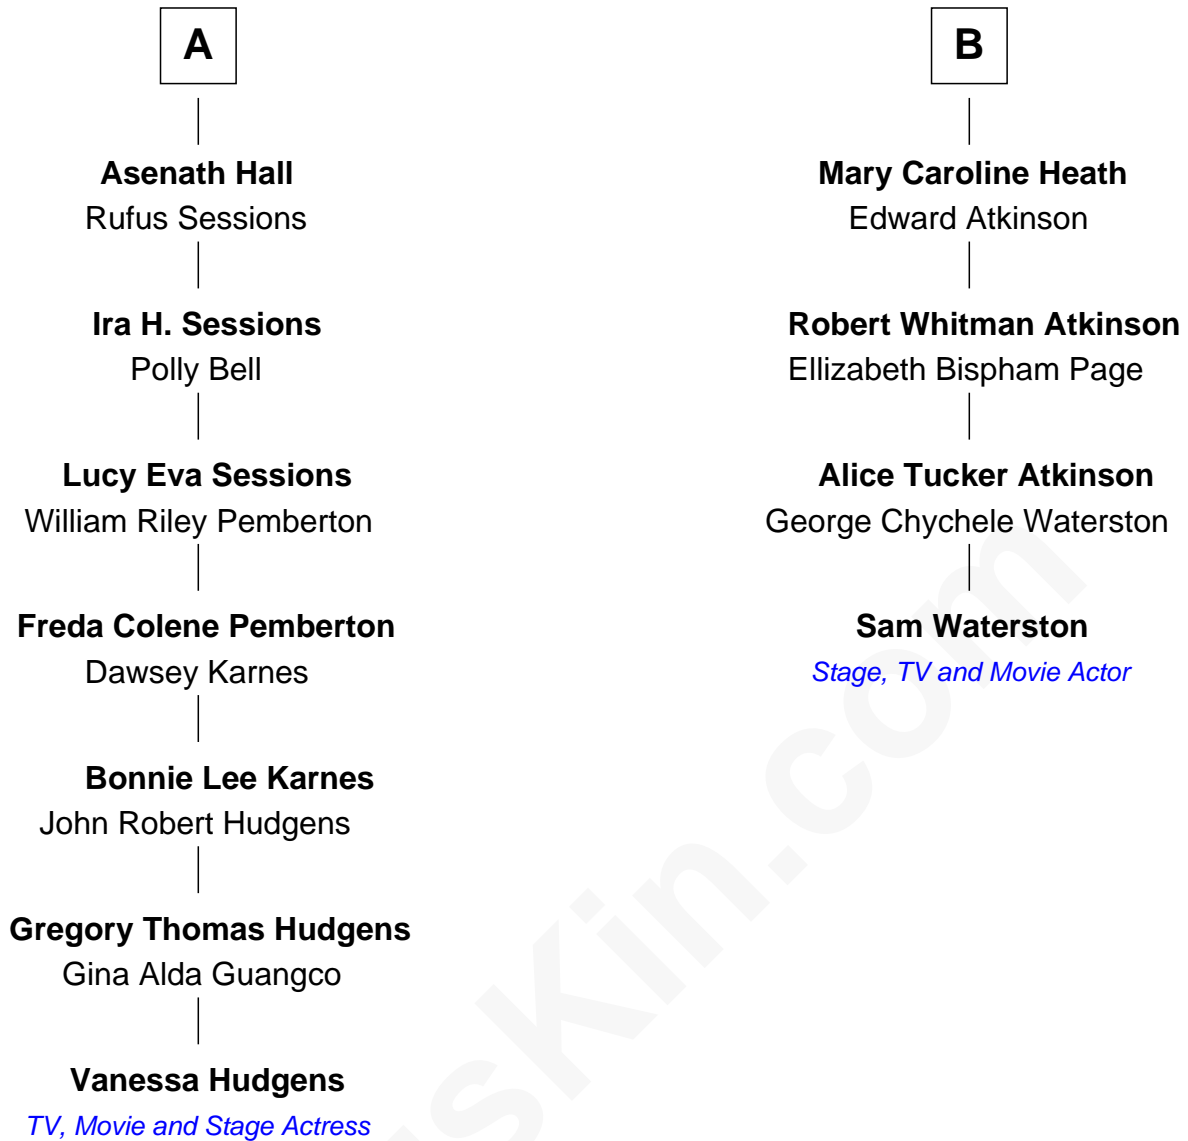 A
Asenath Hall
Rufus Sessions
Ira H. Sessions
Polly Bell
Lucy Eva Sessions
William Riley Pemberton
Freda Colene Pemberton
Dawsey Karnes
Bonnie Lee Karnes
John Robert Hudgens
Gregory Thomas Hudgens
Gina Alda Guangco
Vanessa Hudgens
TV, Movie and Stage Actress
B
Mary Caroline Heath
Edward Atkinson
Robert Whitman Atkinson
Ellizabeth Bispham Page
Alice Tucker Atkinson
George Chychele Waterston
Sam Waterston
Stage, TV and Movie Actor
usKin.com